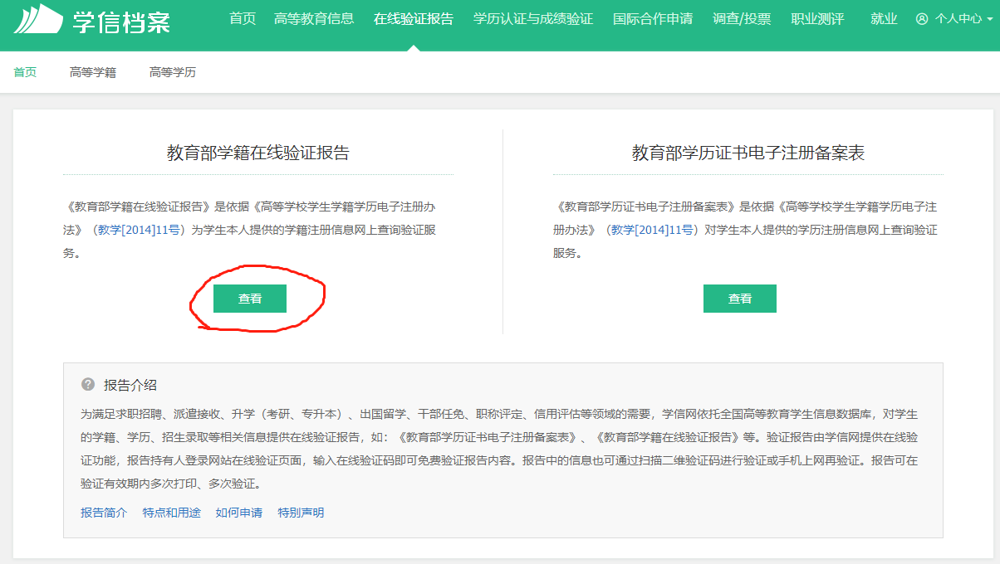 学信档案
首页 高等教育信息 在线验证报告 学历认证与成绩验证 国际合作申请 调查/投票 职业测评 就业 个人中心
首页 高等学籍 高等学历
教育部学籍在线验证报告
《教育部学籍在线验证报告》是依据《高等学校学生学籍学历电子注册办
法》（教学[2014]11号）为学生本人提供的学籍注册信息网上查询验证服
务。
查看
教育部学历证书电子注册备案表
《教育部学历证书电子注册备案表》是依据《高等学校学生学籍学历电子注
册办法》（教学[2014]11号）对学生本人提供的学历注册信息网上查询验证
服务。
查看
? 报告介绍
为满足求职招聘、派遣接收、升学（考研、专升本）、出国留学、干部任免、职称评定、信用评估等领域的需要，学信网依托全国高等教育学生信息数据库，对学生
的学籍、学历、招生录取等相关信息提供在线验证报告，如：《教育部学历证书电子注册备案表》、《教育部学籍在线验证报告》等。验证报告由学信网提供在线验
证功能，报告持有人登录网站在线验证页面，输入在线验证码即可免费验证报告内容。报告中的信息也可通过扫描二维验证码进行验证或手机上网再验证。报告可在
验证有效期内多次打印、多次验证。
报告简介 特点和用途 如何申请 特别声明